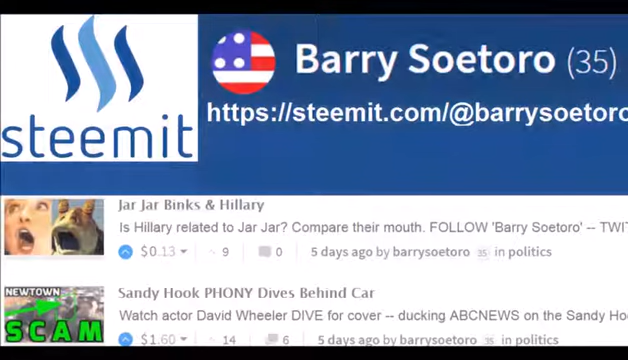 steemit
Barry Soetoro (35)
https://steemit.com/@barrysoetoro
Jar Jar Binks & Hillary
Is Hillary related to Jar Jar? Compare their mouth. FOLLOW 'Barry Soetoro' -- TWIT
$0.13 9 0 5 days ago by barrysoetoro 35 in politics
NEWTOWN
SCAM
Sandy Hook PHONY Dives Behind Car
Watch actor David Wheeler DIVE for cover -- ducking ABCNEWS on the Sandy Hoo
$1.60 14 6 5 days ago by barrysoetoro 35 in politics